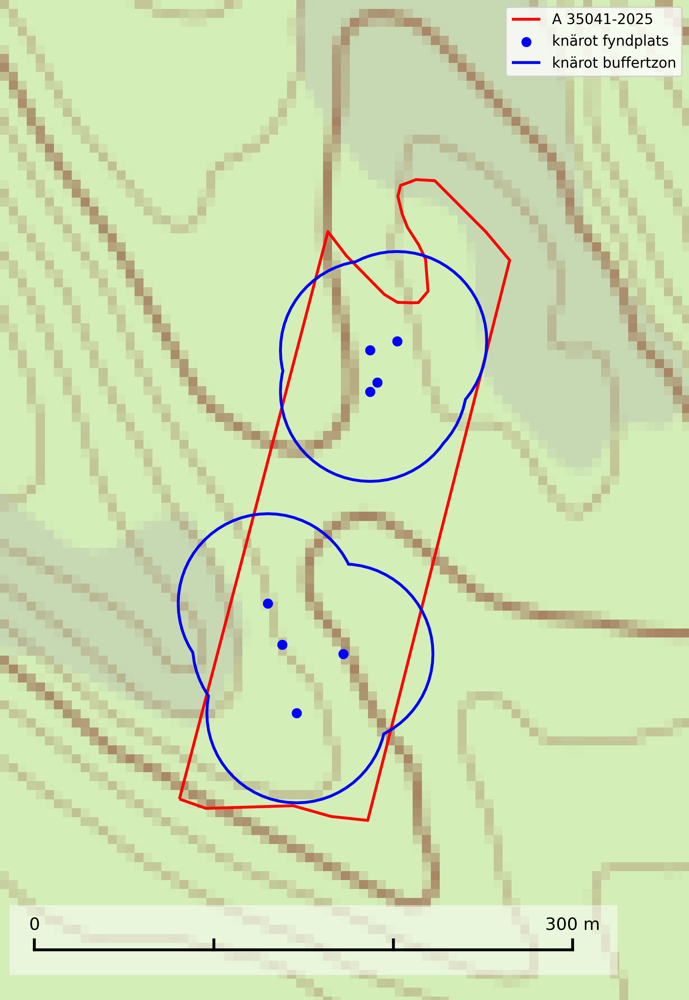 A 35041-2025
knärot fyndplats
knärot buffertzon
0 300 m